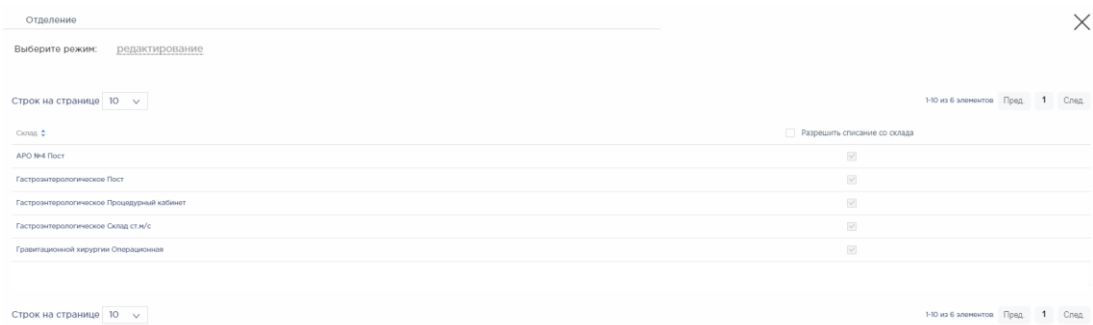 Отделение
Выберите режим: редактирование
Строк на странице 10
1-10 из 6 элементов Пред. 1 След.
Склад Разрешить списание со склада
АРО №4 Пост
Гастроэнтерологическое Пост
Гастроэнтерологическое Процедурный кабинет
Гастроэнтерологическое Склад ст.м/с
Гравитационной хирургии Операционная
Строк на странице 10
1-10 из 6 элементов Пред. 1 След.